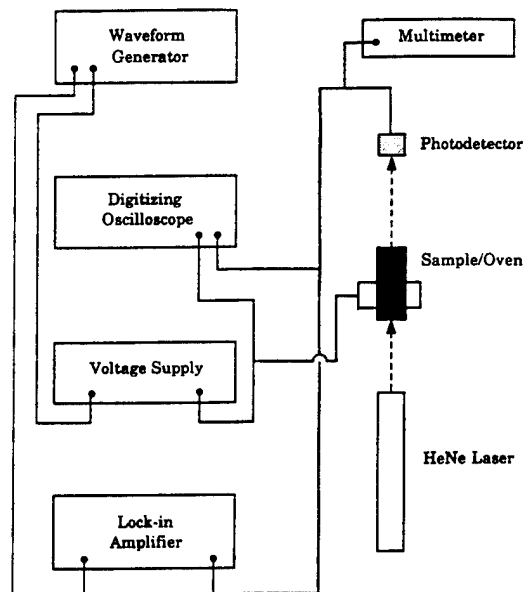 Waveform
Generator
Multimeter
Photodetector
Digitizing
Oscilloscope
Sample/Oven
Voltage Supply
HeNe Laser
Lock-in
Amplifier